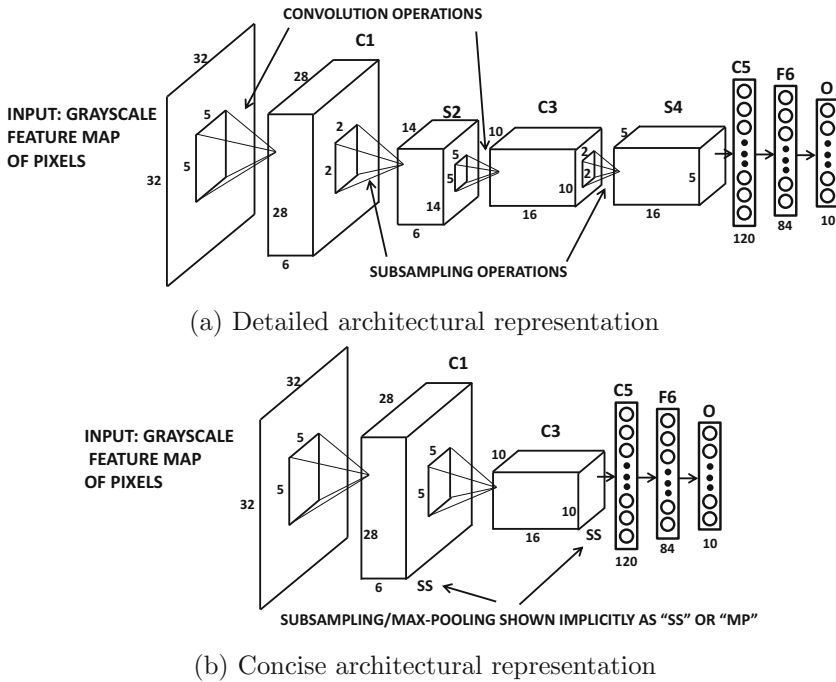 CONVOLUTION OPERATIONS
32
C1
28
5
5
32
INPUT: GRAYSCALE
FEATURE MAP
OF PIXELS
2
2
28
6
14
S2
5
5
14
6
10
C3
2
2
10
16
5
S4
5
16
C5
120
F6
84
O
10
SUBSAMPLING OPERATIONS
(a) Detailed architectural representation
32
C1
28
5
5
32
INPUT: GRAYSCALE
FEATURE MAP
OF PIXELS
5
5
28
6
SS
10
C3
10
16
SS
C5
120
F6
84
O
10
SUBSAMPLING/MAX-POOLING SHOWN IMPLICITLY AS “SS” OR “MP”
(b) Concise architectural representation